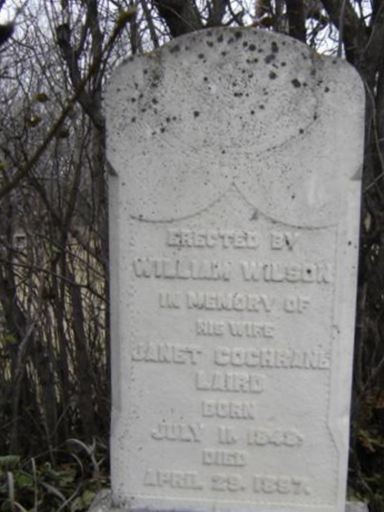 ERECTED BY
WILLIAM WILSON
IN MEMORY OF
HIS WIFE
JANET COCHRANE
LAIRD
BORN
JULY 11, 1848,
DIED
APRIL 29, 1897.